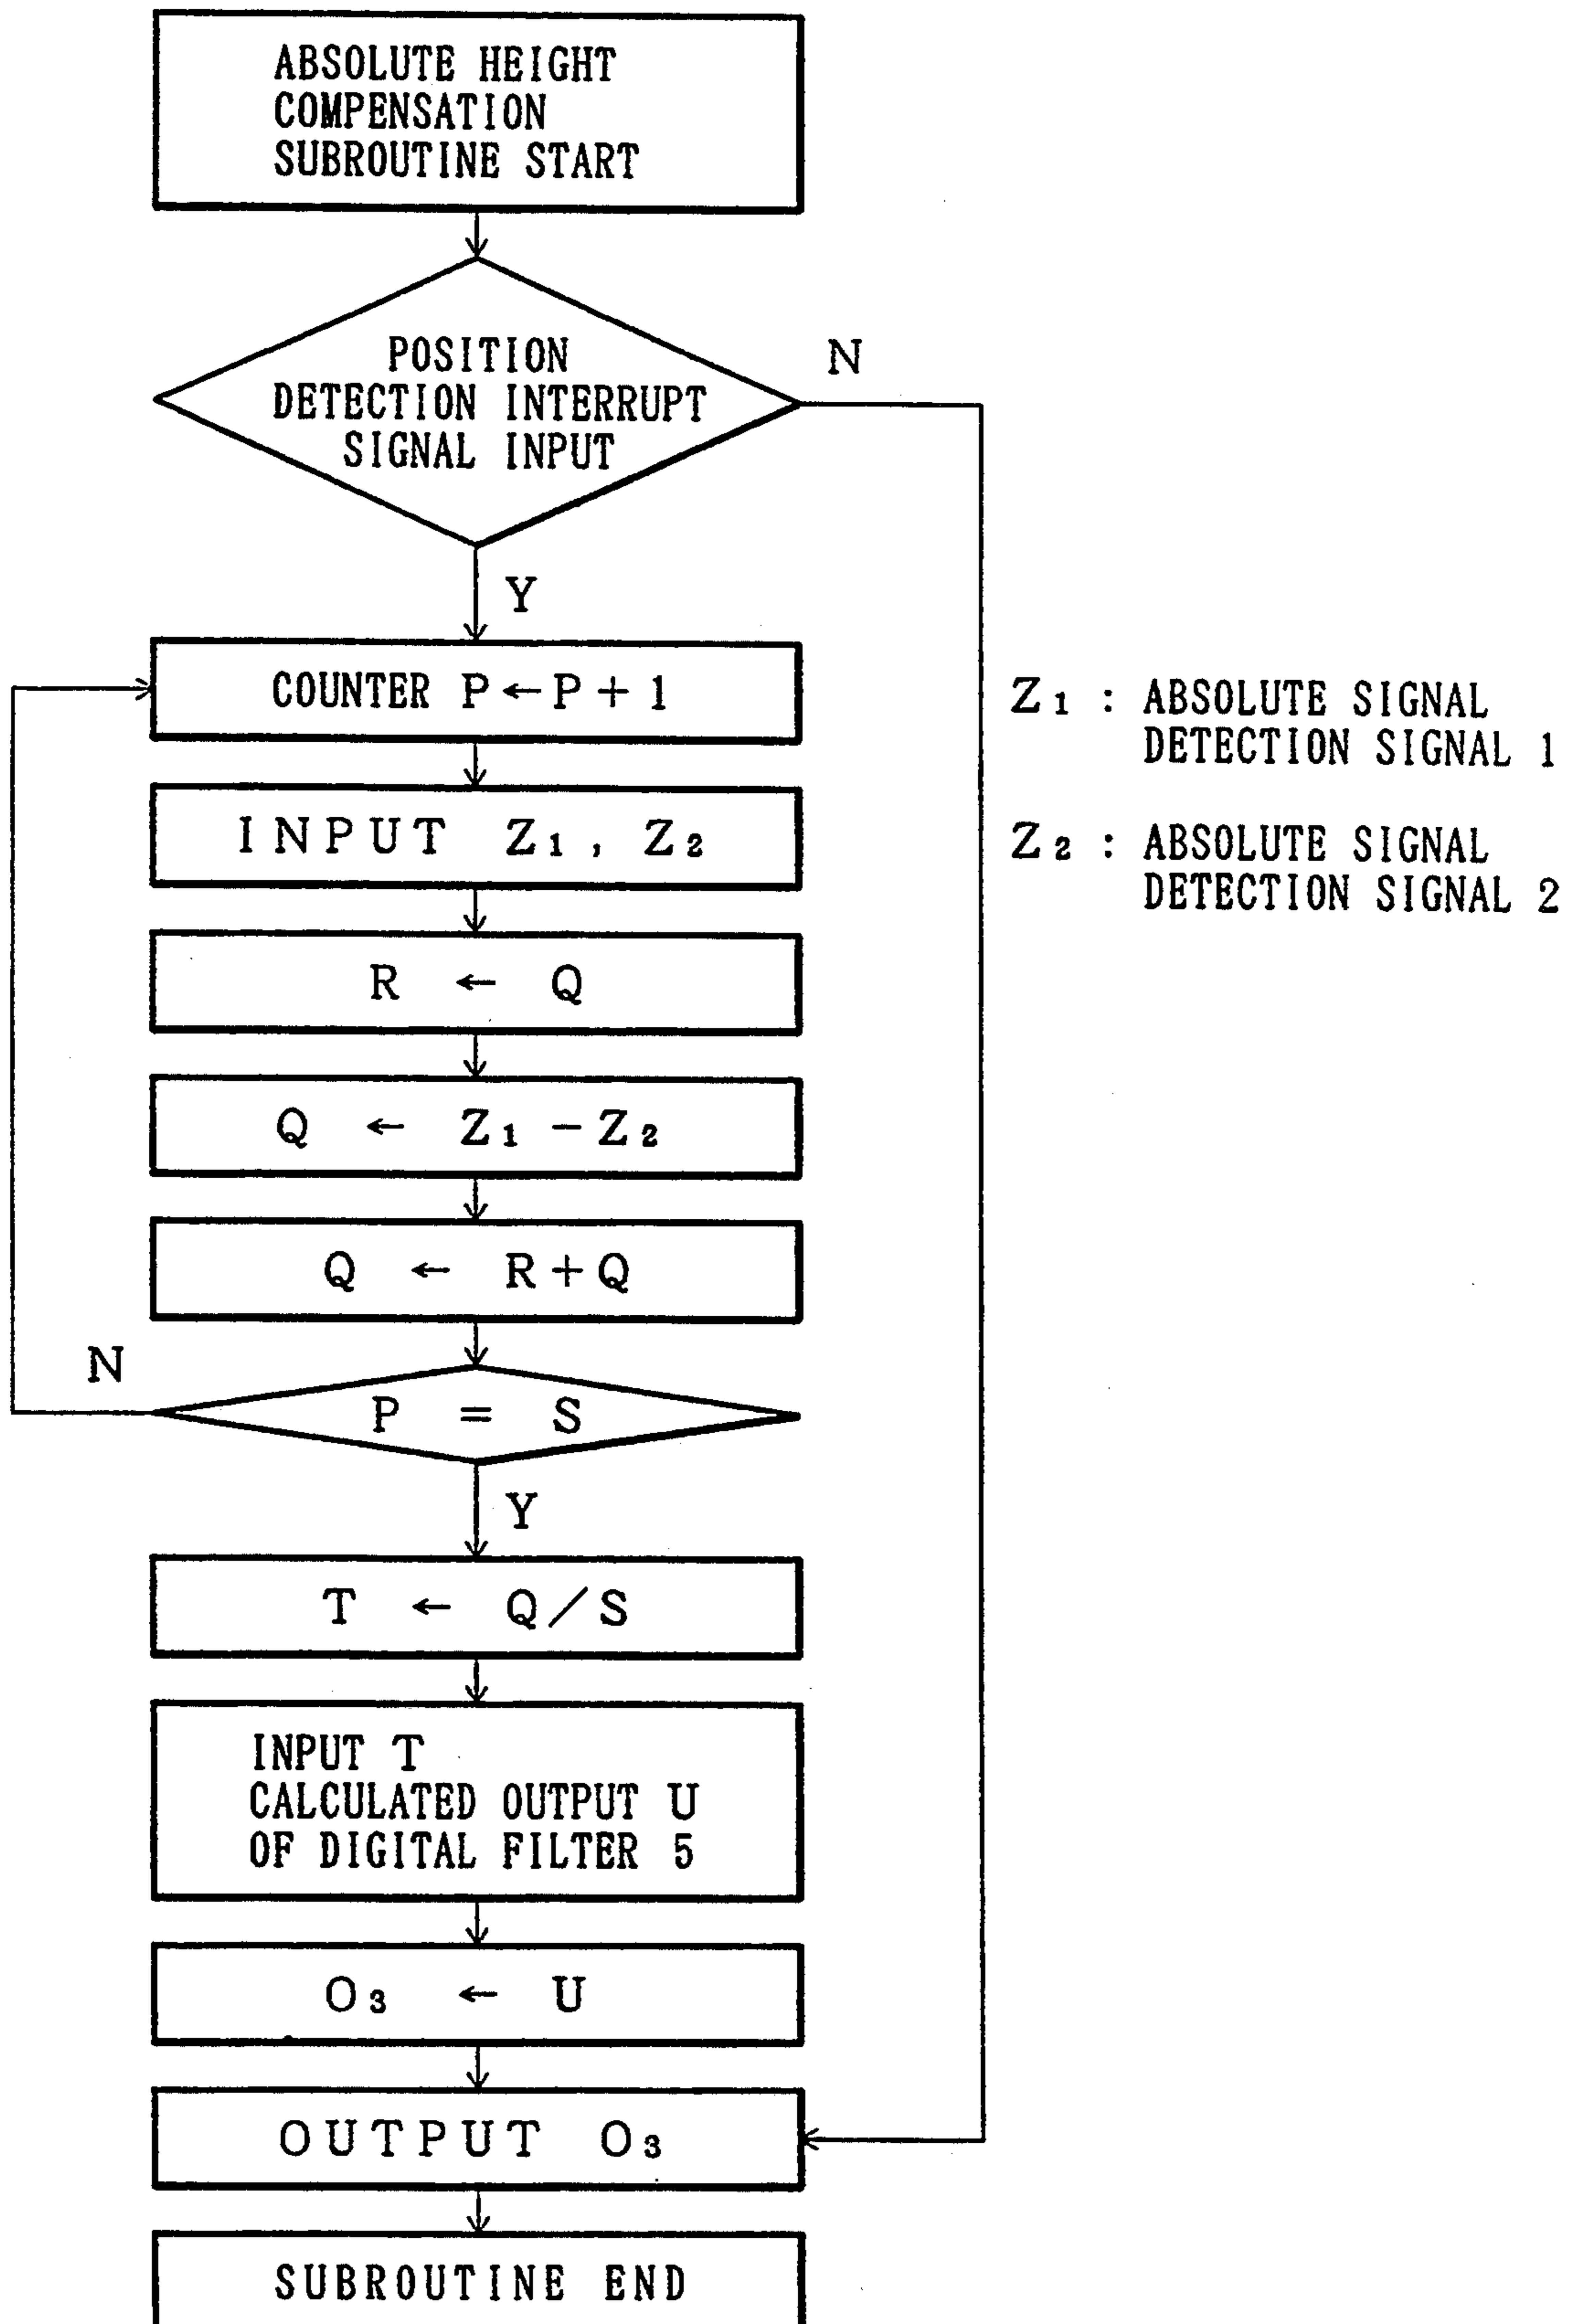 ABSOLUTE HEIGHT
COMPENSATION
SUBROUTINE START
POSITION
DETECTION INTERRUPT
SIGNAL INPUT
N
Y
COUNTER P←P+1
INPUT Z1, Z2
R ← Q
Q ← Z1 -Z2
Q ← R+Q
N
P = S
Y
T ← Q/S
INPUT T
CALCULATED OUTPUT U
OF DIGITAL FILTER 5
O3 ← U
OUTPUT O3
SUBROUTINE END
Z1 : ABSOLUTE SIGNAL
DETECTION SIGNAL 1
Z2 : ABSOLUTE SIGNAL
DETECTION SIGNAL 2